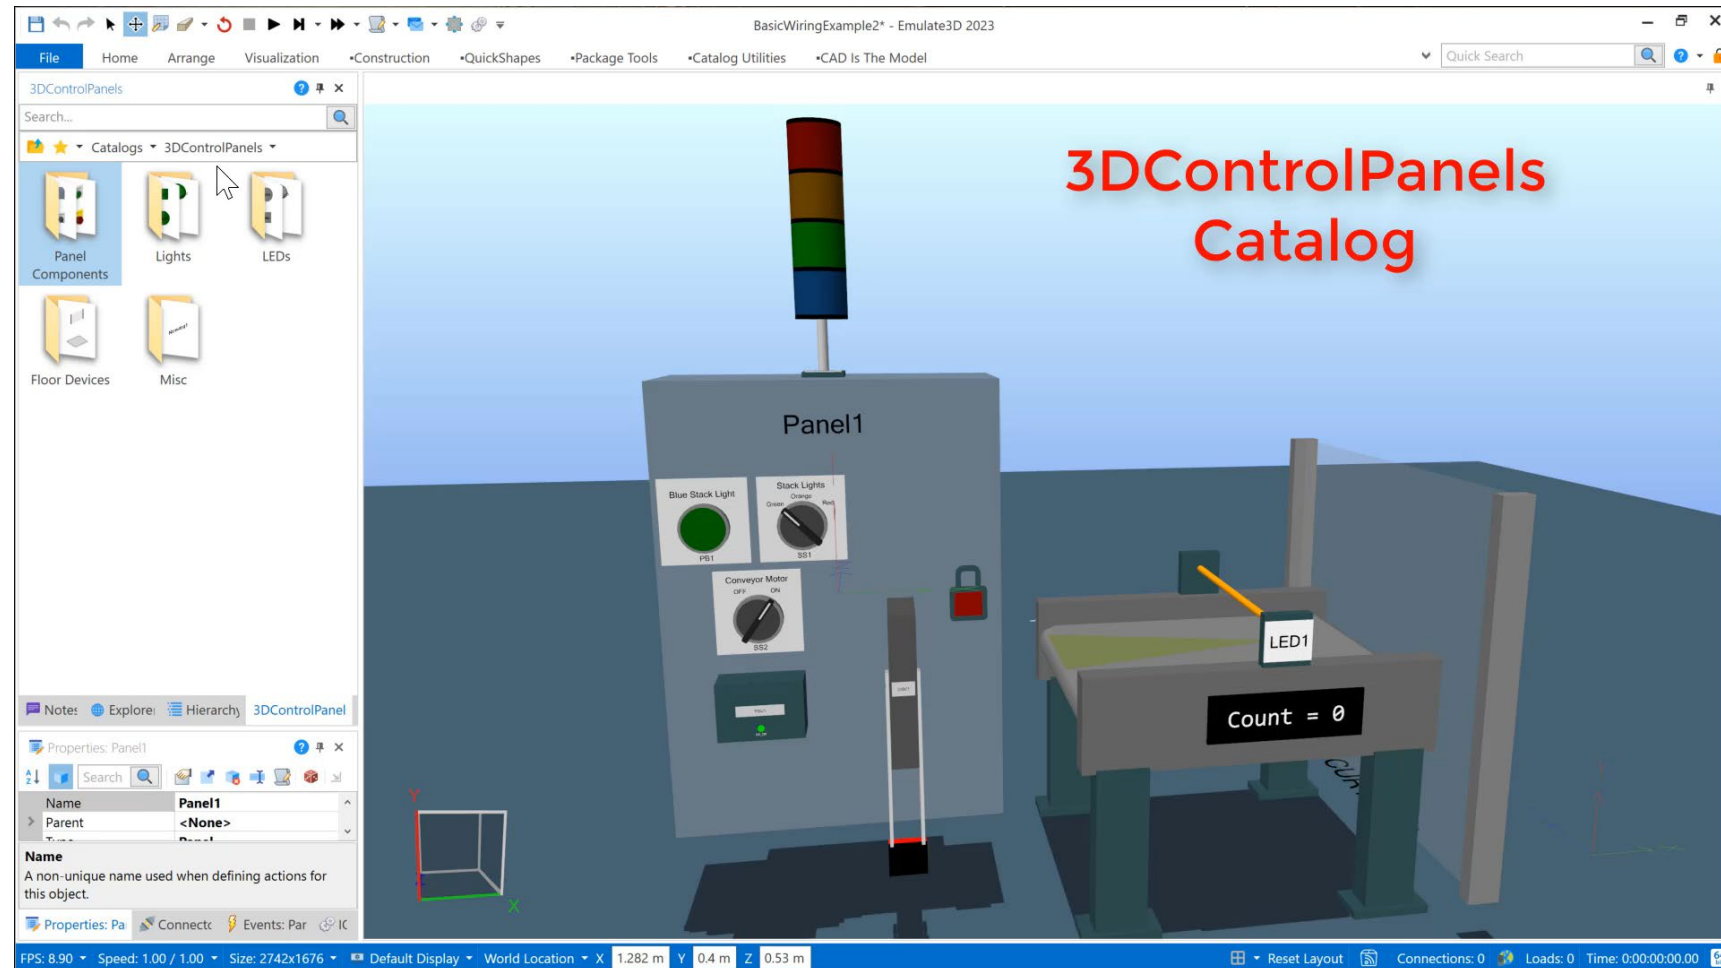 BasicWiringExample2* - Emulate3D 2023
File Home Arrange Visualization •Construction •QuickShapes •Package Tools •Catalog Utilities •CAD Is The Model
Quick Search
3DControlPanels
Search...
Catalogs 3DControlPanels
Panel Components
Lights
LEDs
Floor Devices
Misc
Notes Explorer Hierarchy 3DControlPanel
Properties: Panel1
Search
Name Panel1
Parent <None>
Name
A non-unique name used when defining actions for
this object.
Properties: Pa Connecto Events: Par IC
3DControlPanels
Catalog
Panel1
Blue Stack Light
PB1
Stack Lights
Orange
Green Red
SS1
Conveyor Motor
OFF ON
SS2
LED1
Count = 0
X
Y
FPS: 8.90 Speed: 1.00 / 1.00 Size: 2742x1676 Default Display World Location X 1.282 m Y 0.4 m Z 0.53 m
Reset Layout Connections: 0 Loads: 0 Time: 0:00:00:00.00